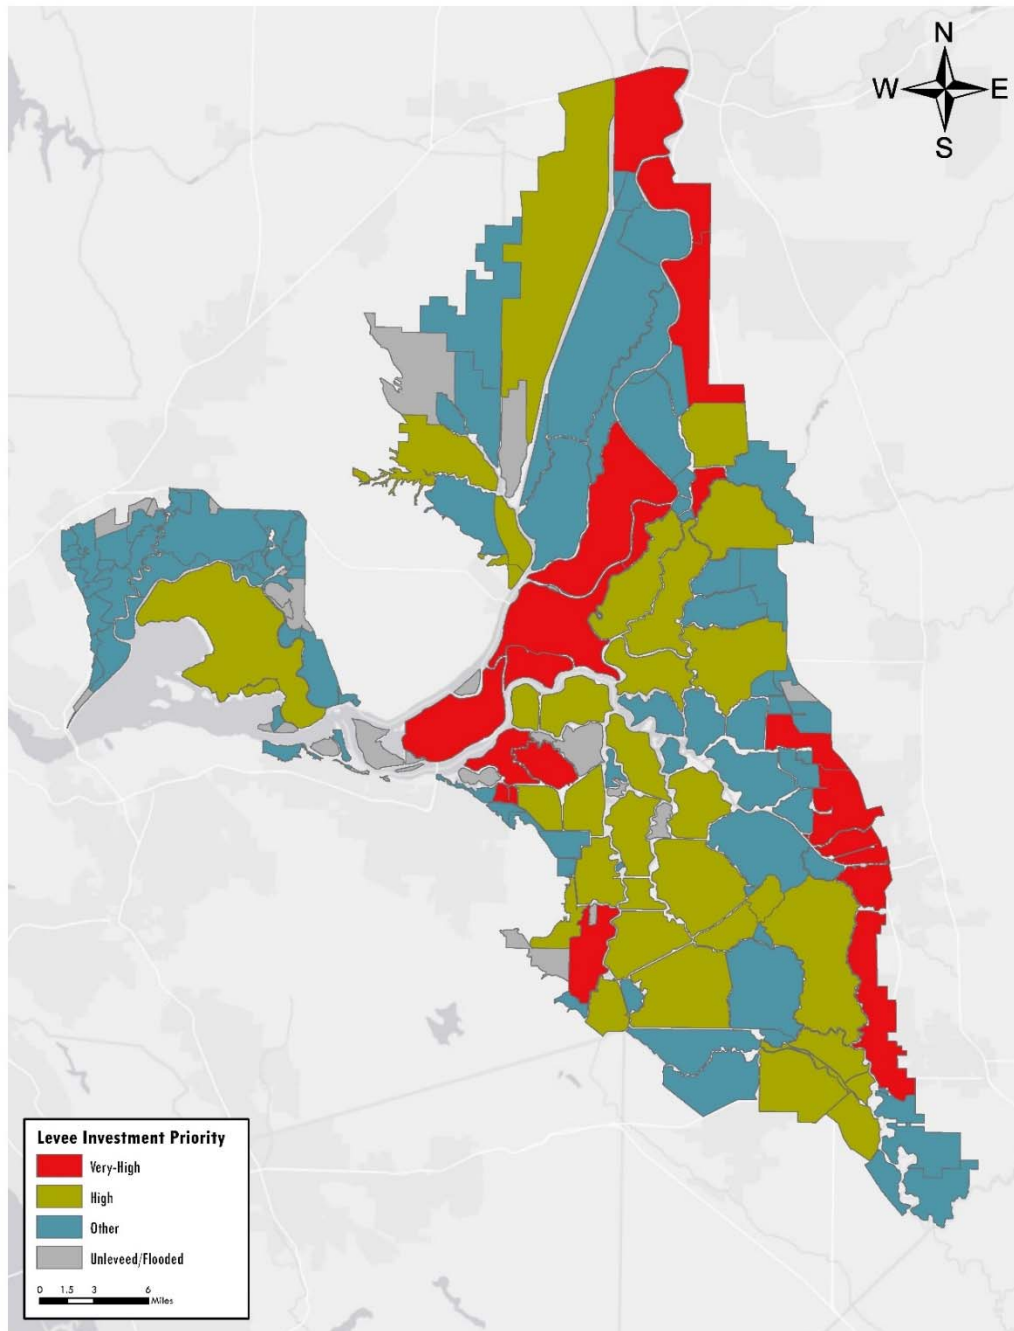 N
W E
S
Levee Investment Priority
Very-High
High
Other
Unleveed/Flooded
0 1.5 3 6
Miles